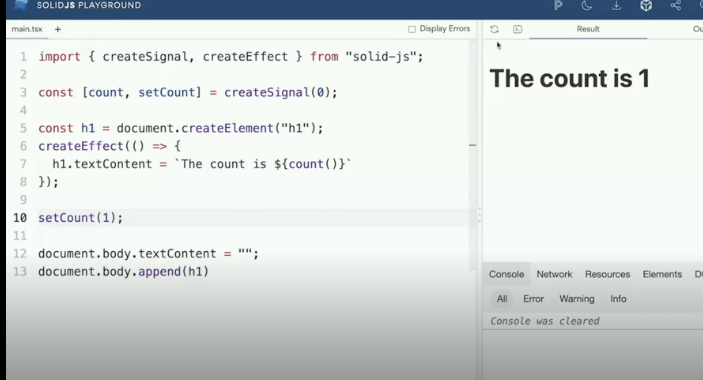 SOLIDJS PLAYGROUND
main.tsx +
Display Errors
1 import { createSignal, createEffect } from "solid-js";
2
3 const [count, setCount] = createSignal(0);
4
5 const h1 = document.createElement("h1");
6 createEffect(() => {
7 h1.textContent = `The count is ${count()}`
8 });
9
10 setCount(1);
11
12 document.body.textContent = "";
13 document.body.append(h1)
Result
Ou
The count is 1
Console Network Resources Elements DO
All Error Warning Info
Console was cleared